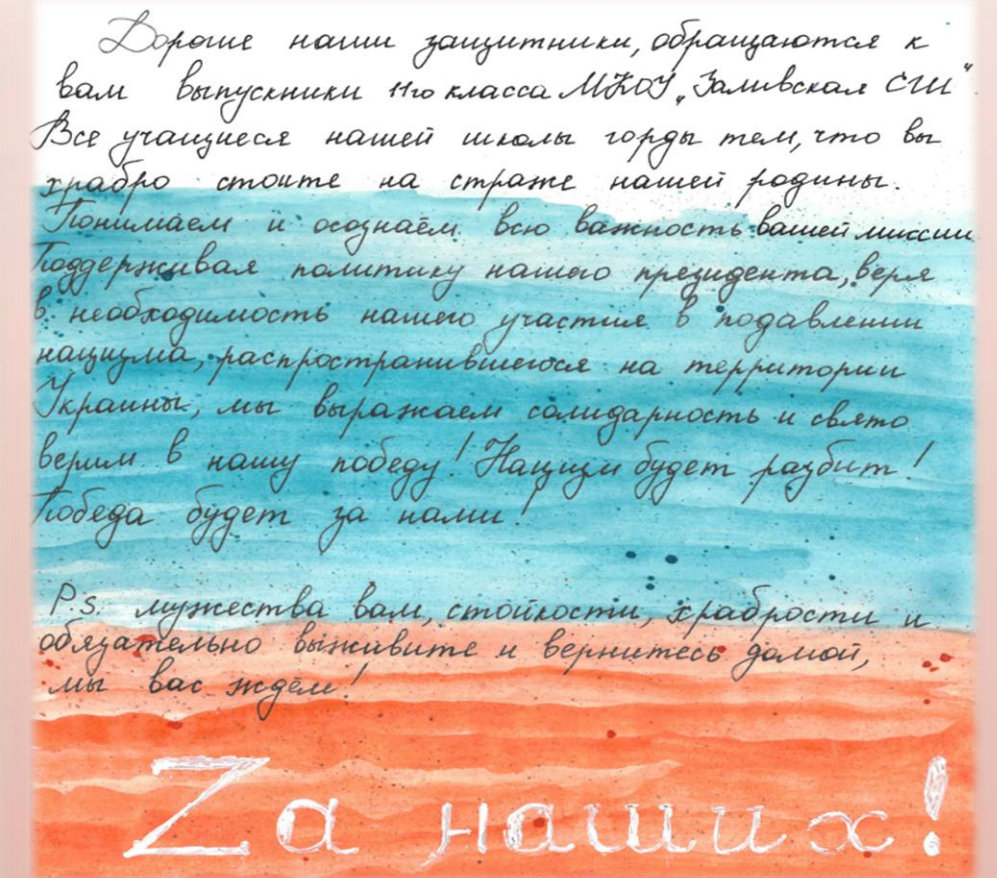 Дорогие наши защитники, обращаются к
вам выпускники 11го класса МКОУ „Заливская СШ"
Все учащиеся нашей школы горды тем, что вы
храбро стоите на страже нашей родины.
Понимаем и осознаём всю важность вашей миссии
Поддерживая политику нашего президента, веря
в необходимость нашего участия в подавлении
нацизма, распространившегося на территории
Украины, мы выражаем солидарность и свято
верим в нашу победу! Нацизм будет разбит!
Победа будет за нами!
P.s. мужества вам, стойкости, храбрости и
обязательно выживите и вернитесь домой,
мы вас ждём!
Zа наших!